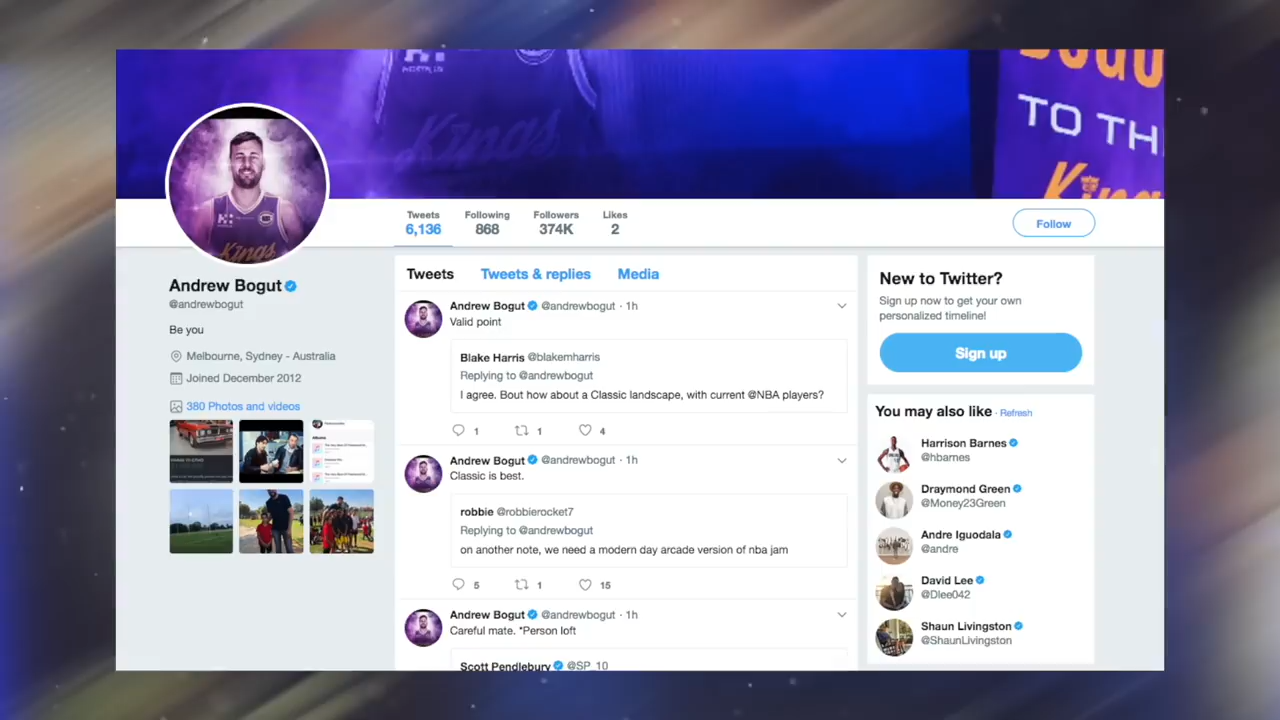 Kings
TO TH
Kings
Kings
Tweets Following Followers Likes
6,136 868 374K 2
Follow
Andrew Bogut
@andrewbogut
Be you
Melbourne, Sydney - Australia
Joined December 2012
380 Photos and videos
Tweets Tweets & replies Media
Andrew Bogut @andrewbogut · 1h
Valid point
Blake Harris @blakemharris
Replying to @andrewbogut
I agree. Bout how about a Classic landscape, with current @NBA players?
1 1 4
Andrew Bogut @andrewbogut · 1h
Classic is best.
robbie @robbierocket7
Replying to @andrewbogut
on another note, we need a modern day arcade version of nba jam
5 1 15
Andrew Bogut @andrewbogut · 1h
Careful mate. *Person loft
Scott Pendlebury @SP_10
New to Twitter?
Sign up now to get your own
personalized timeline!
Sign up
You may also like · Refresh
Harrison Barnes
@hbarnes
Draymond Green
@Money23Green
Andre Iguodala
@andre
David Lee
@Dlee042
Shaun Livingston
@ShaunLivingston